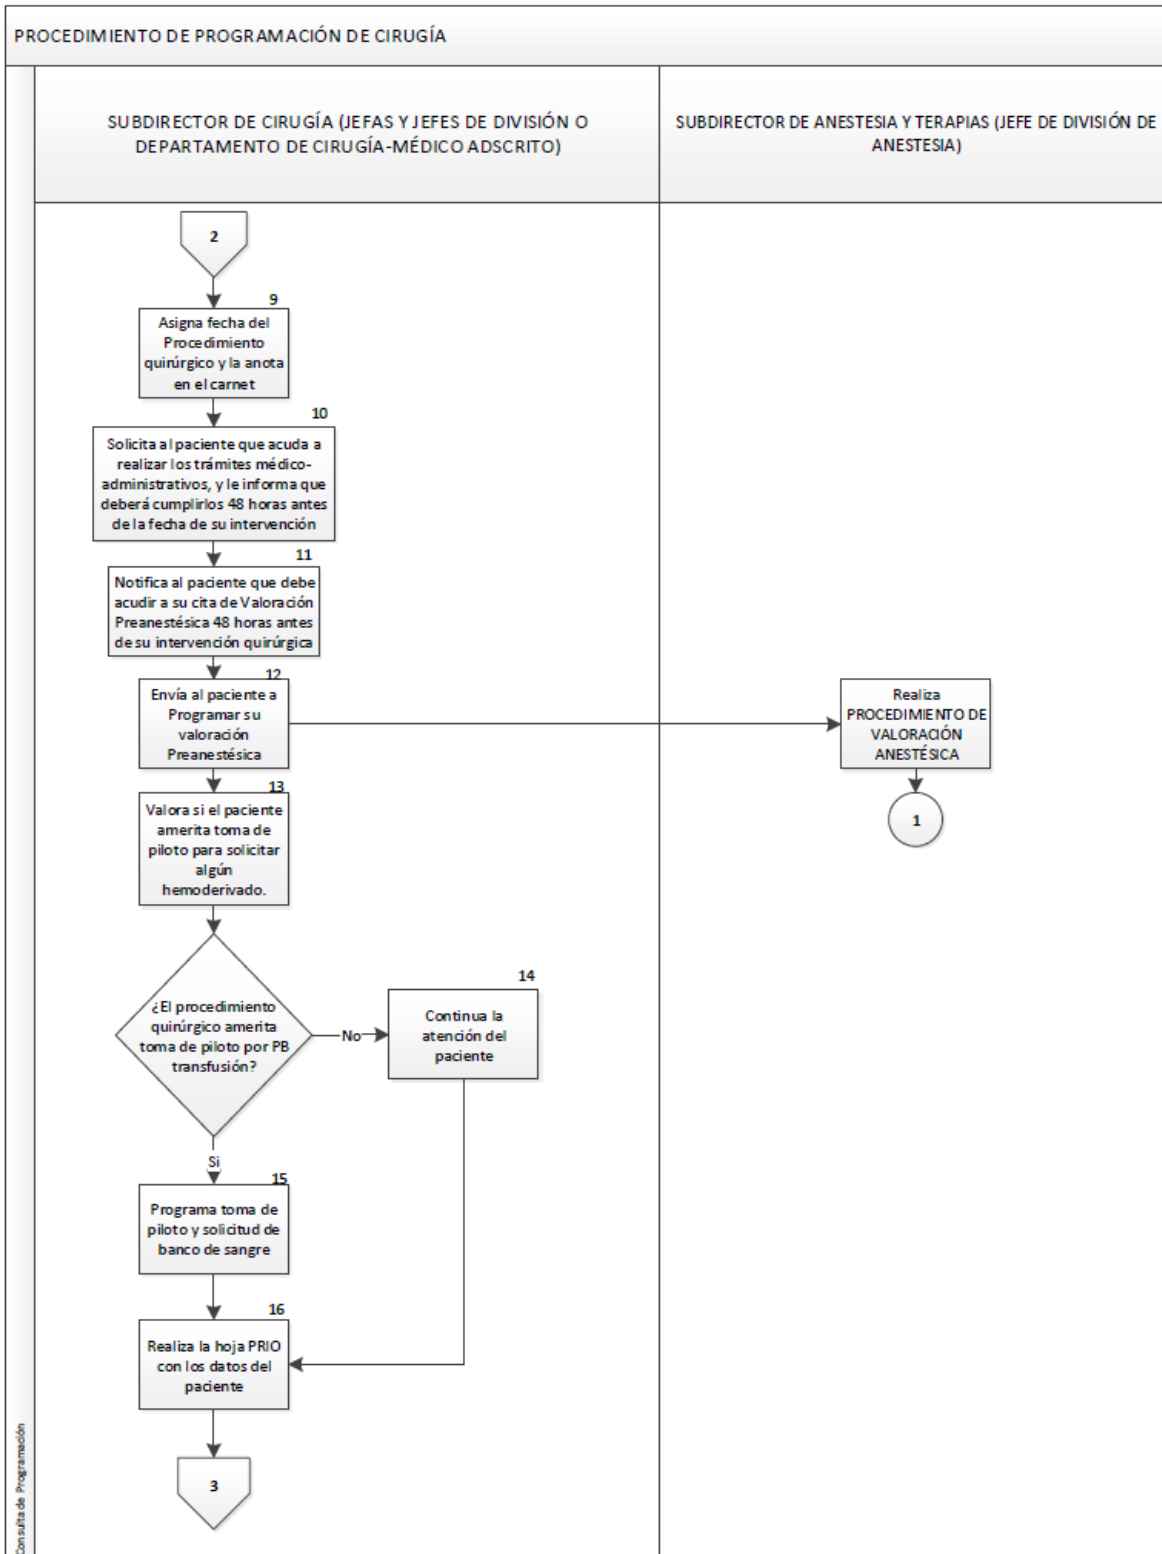 PROCEDIMIENTO DE PROGRAMACIÓN DE CIRUGÍA
SUBDIRECTOR DE CIRUGÍA (JEFAS Y JEFES DE DIVISIÓN O
DEPARTAMENTO DE CIRUGÍA-MÉDICO ADSCRITO)
SUBDIRECTOR DE ANESTESIA Y TERAPIAS (JEFE DE DIVISIÓN DE
ANESTESIA)
2
9
Asigna fecha del
Procedimiento
quirúrgico y la anota
en el carnet
10
Solicita al paciente que acuda a
realizar los trámites médico-
administrativos, y le informa que
deberá cumplirlos 48 horas antes
de la fecha de su intervención
11
Notifica al paciente que debe
acudir a su cita de Valoración
Preanestésica 48 horas antes
de su intervención quirúrgica
12
Envía al paciente a
Programar su
valoración
Preanestésica
Realiza
PROCEDIMIENTO DE
VALORACIÓN
ANESTÉSICA
1
13
Valora si el paciente
amerita toma de
piloto para solicitar
algún
hemoderivado.
¿El procedimiento
quirúrgico amerita
toma de piloto por PB
transfusión?
No
14
Continua la
atención del
paciente
Si
15
Programa toma de
piloto y solicitud de
banco de sangre
16
Realiza la hoja PRIO
con los datos del
paciente
3
Consulta de Programación